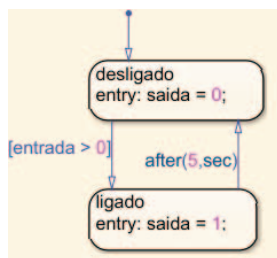 desligado
entry: saida = 0;
[entrada > 0]
after(5,sec)
ligado
entry: saida = 1;